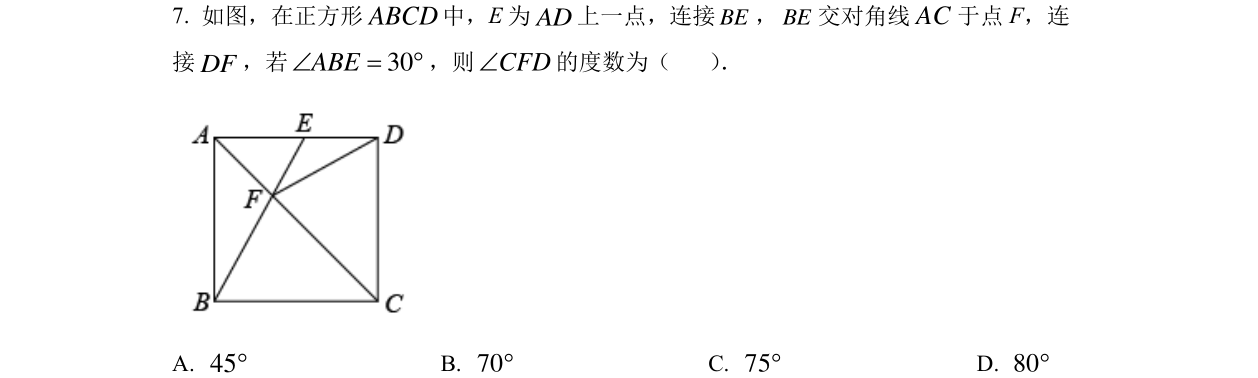 7. 如图，在正方形ABCD中，E为AD上一点，连接BE，BE交对角线AC于点F，连
接DF，若∠ABE=30°，则∠CFD的度数为（　　）.
A
E
D
F
B
C
A. 45°　B. 70°　C. 75°　D. 80°